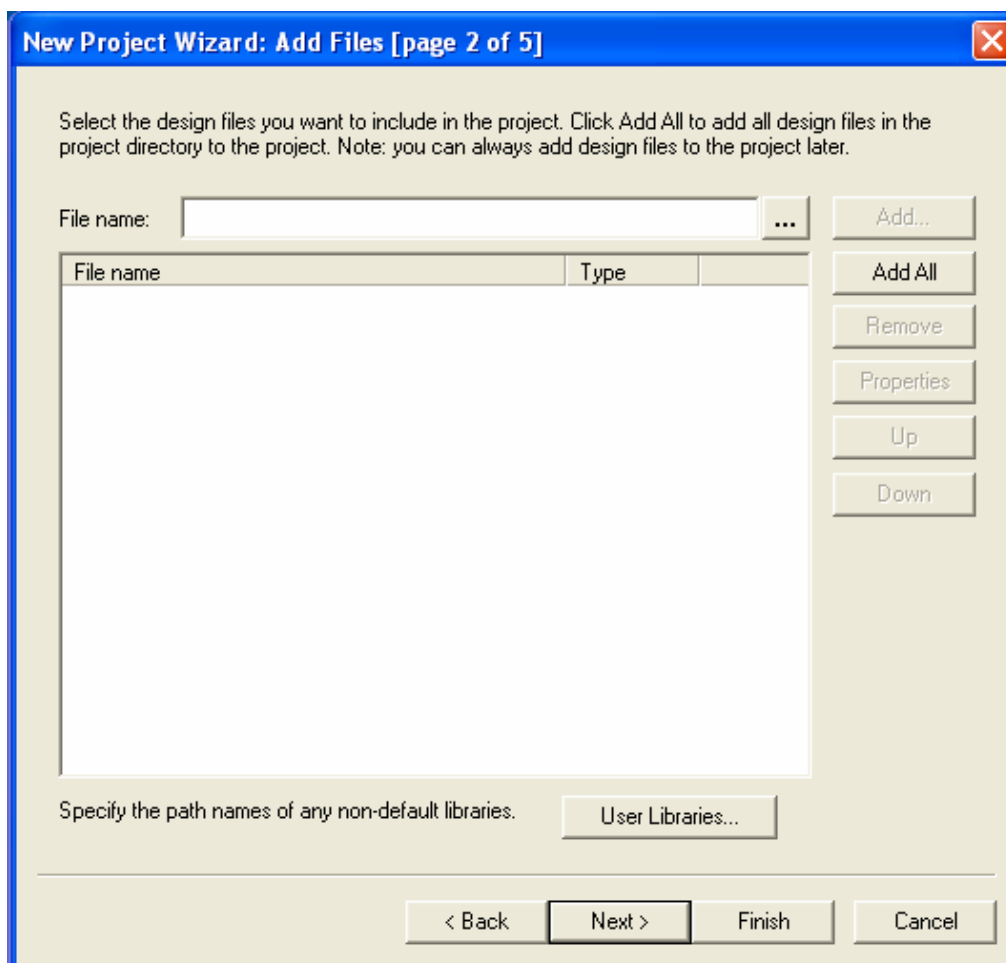 New Project Wizard: Add Files [page 2 of 5]
Select the design files you want to include in the project. Click Add All to add all design files in the
project directory to the project. Note: you can always add design files to the project later.
File name:
...
Add...
File name
Type
Add All
Remove
Properties
Up
Down
Specify the path names of any non-default libraries.
User Libraries...
< Back
Next >
Finish
Cancel